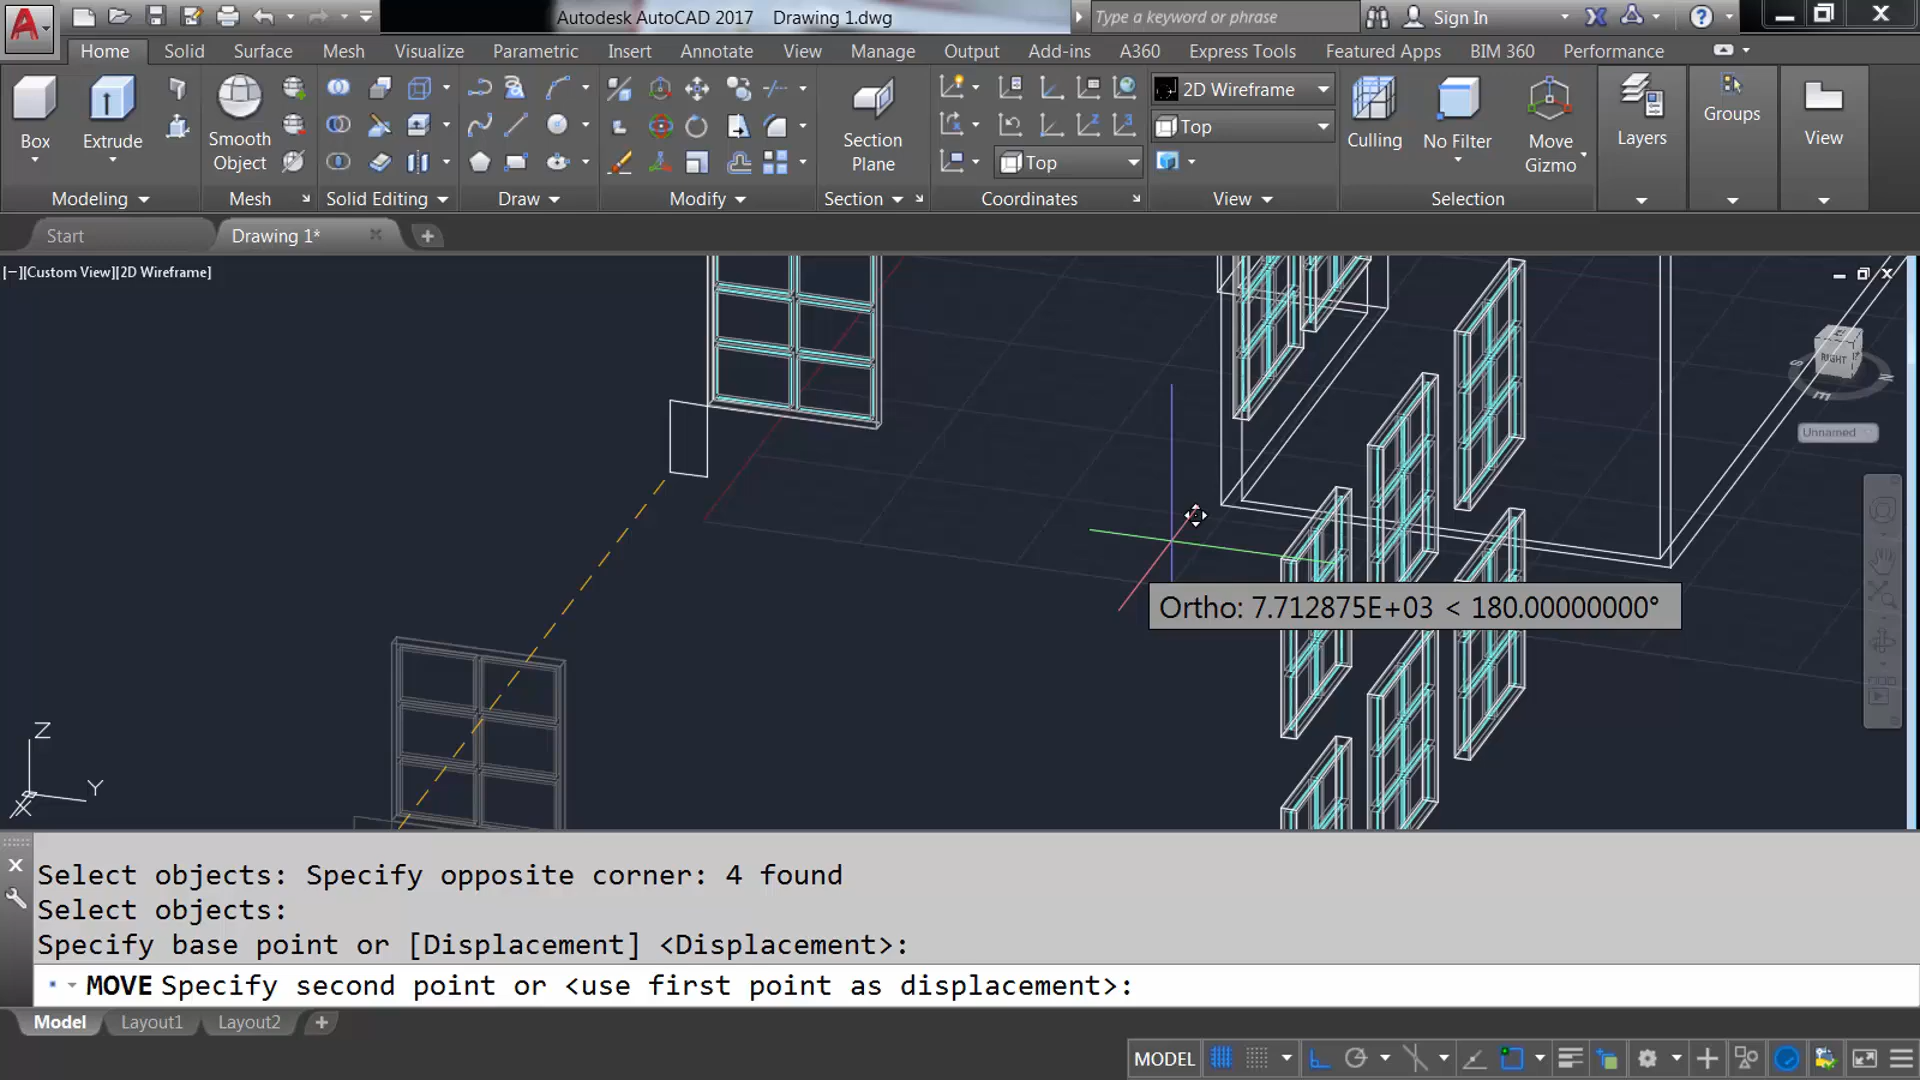 Autodesk AutoCAD 2017 Drawing 1.dwg
Type a keyword or phrase
Sign In
Home Solid Surface Mesh Visualize Parametric Insert Annotate View Manage Output Add-ins A360 Express Tools Featured Apps BIM 360 Performance
Box
Extrude
Smooth
Object
Section
Plane
2D Wireframe
Top
Top
Culling
No Filter
Move
Gizmo
Layers
Groups
View
Modeling
Mesh
Solid Editing
Draw
Modify
Section
Coordinates
View
Selection
Start
Drawing 1*
[−][Custom View][2D Wireframe]
RIGHT
S
N
E
Unnamed
Ortho: 7.712875E+03 < 180.00000000°
Z
Y
X
Select objects: Specify opposite corner: 4 found
Select objects:
Specify base point or [Displacement] <Displacement>:
MOVE Specify second point or <use first point as displacement>:
Model Layout1 Layout2
MODEL